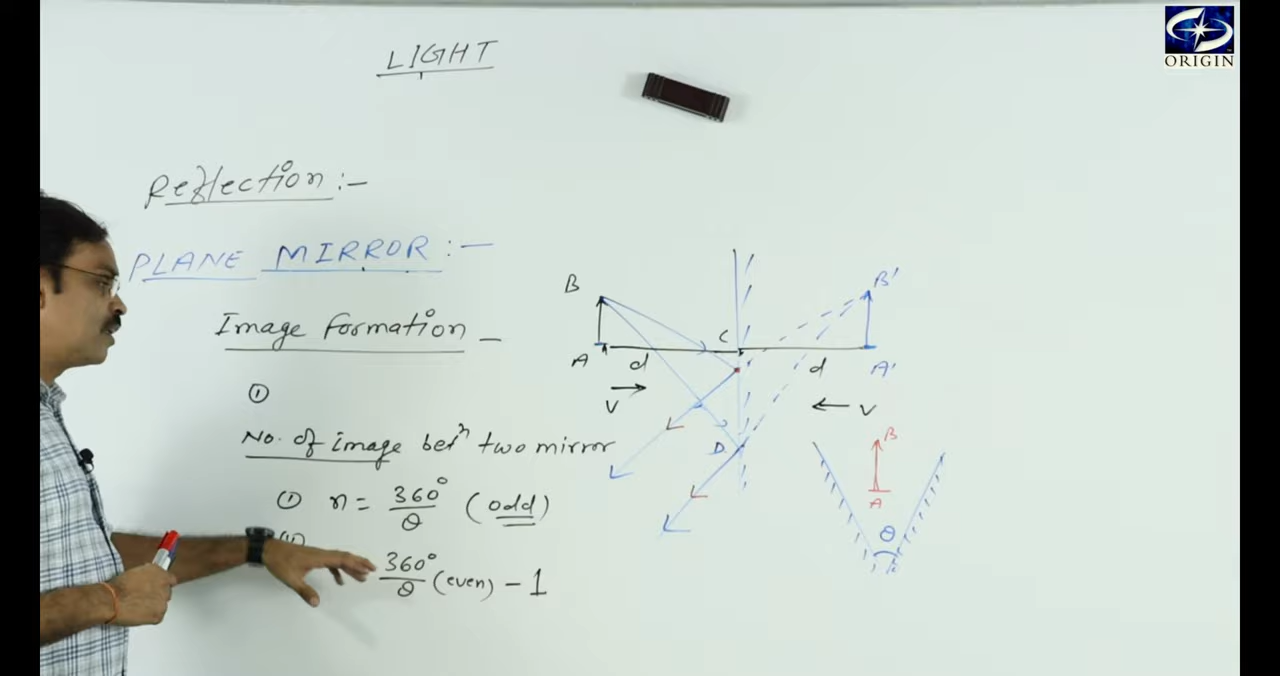 LIGHT
ORIGIN
Reflection :-
PLANE MIRROR :-
Image formation -
①
No. of image betⁿ two mirror
① n = 360°/θ (odd)
360°/θ (even) - 1
B
A
d
V
C
D
B'
A'
d
V
B
A
θ